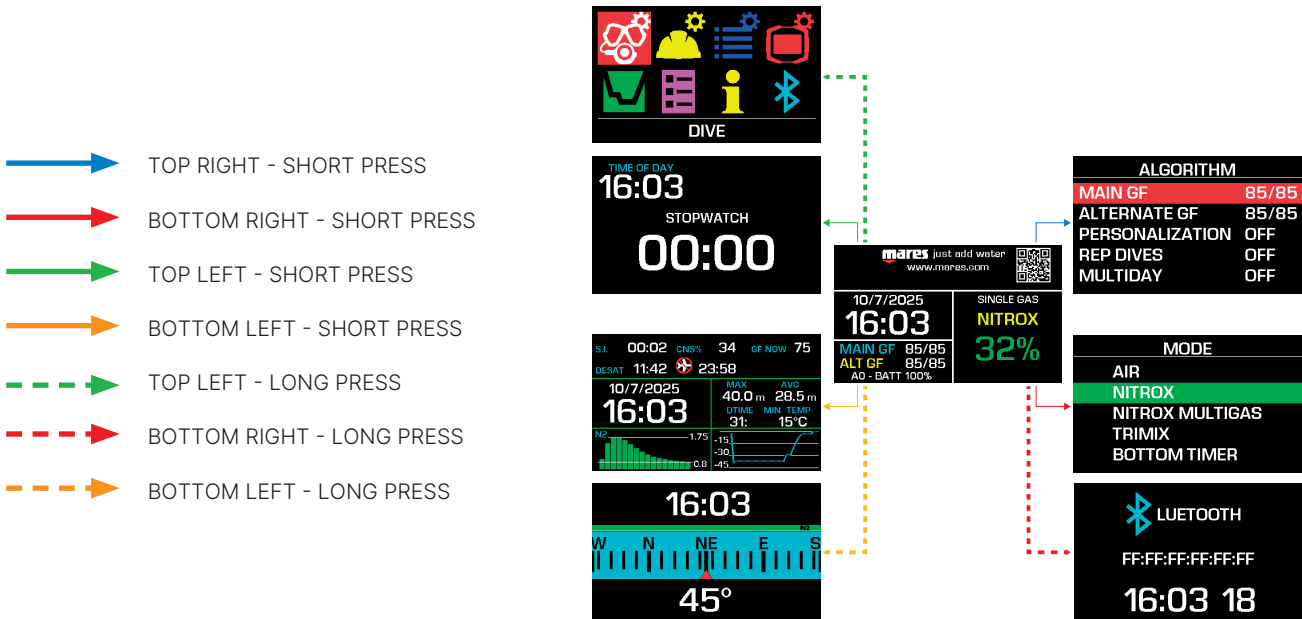 TOP RIGHT - SHORT PRESS
BOTTOM RIGHT - SHORT PRESS
TOP LEFT - SHORT PRESS
BOTTOM LEFT - SHORT PRESS
TOP LEFT - LONG PRESS
BOTTOM RIGHT - LONG PRESS
BOTTOM LEFT - LONG PRESS
DIVE
TIME OF DAY
16:03
STOPWATCH
00:00
S.I. 00:02 CNS% 34 GF NOW 75
DESAT 11:42 23:58
10/7/2025
16:03
MAX AVG
40.0 m 28.5 m
DTIME MIN TEMP
31: 15°C
N2
1.75
0.8
-15
-30
-45
16:03
N2
W N NE E S
45°
mares just add water
www.mares.com
10/7/2025
16:03
MAIN GF 85/85
ALT GF 85/85
A0 - BATT 100%
SINGLE GAS
NITROX
32%
ALGORITHM
MAIN GF 85/85
ALTERNATE GF 85/85
PERSONALIZATION OFF
REP DIVES OFF
MULTIDAY OFF
MODE
AIR
NITROX
NITROX MULTIGAS
TRIMIX
BOTTOM TIMER
LUETOOTH
FF:FF:FF:FF:FF:FF
16:03 18